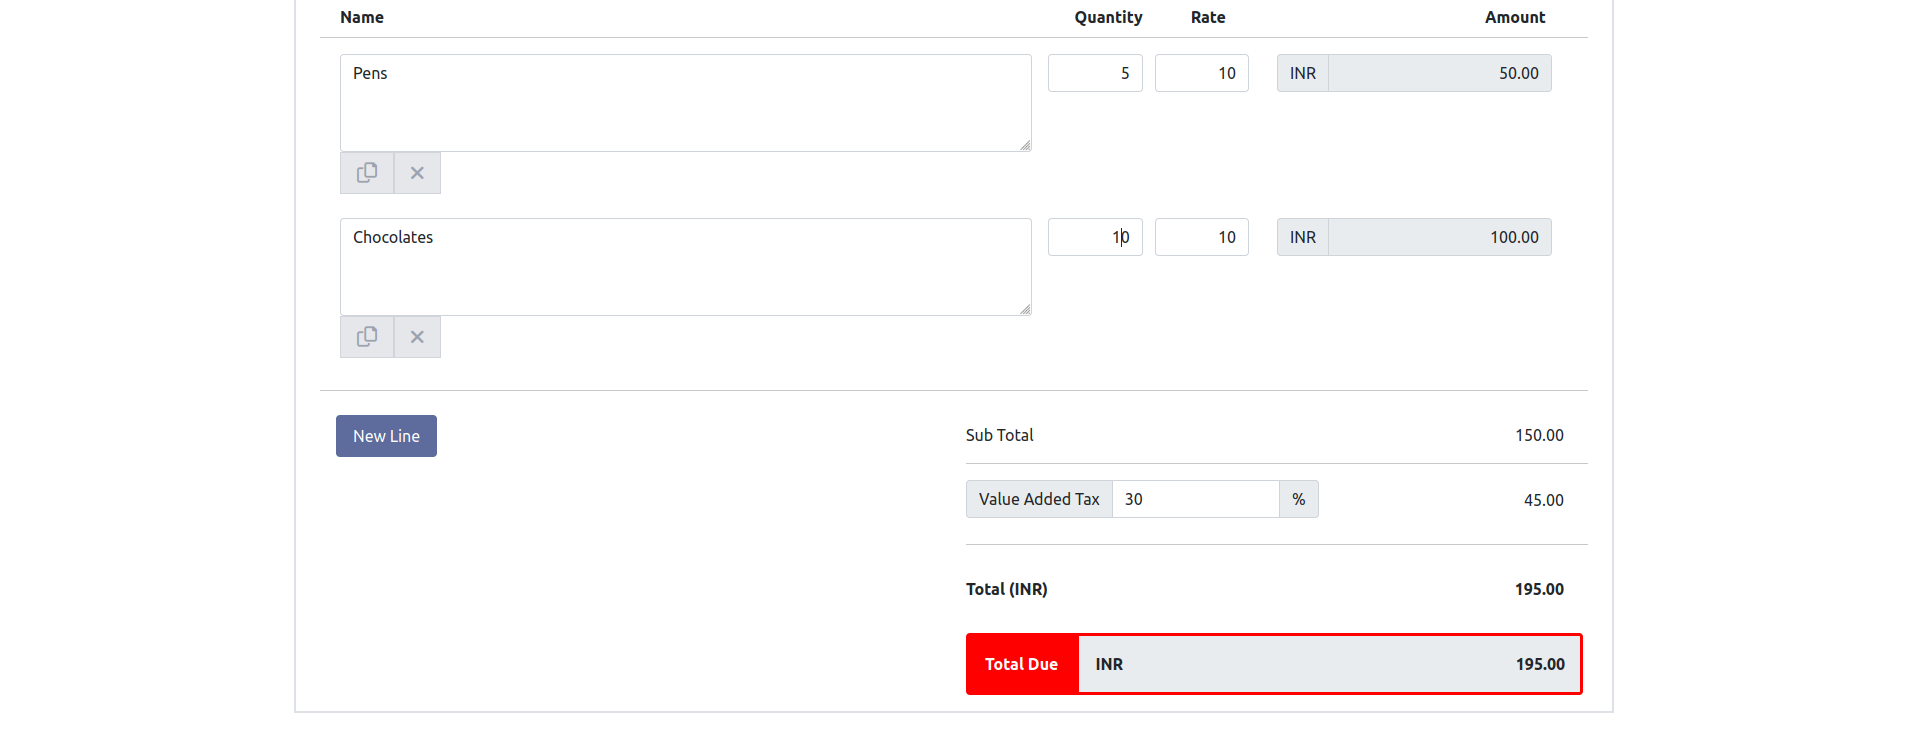 Name Quantity Rate Amount
Pens 5 10 INR 50.00
Chocolates 10 10 INR 100.00
New Line Sub Total 150.00
Value Added Tax 30 % 45.00
Total (INR) 195.00
Total Due INR 195.00